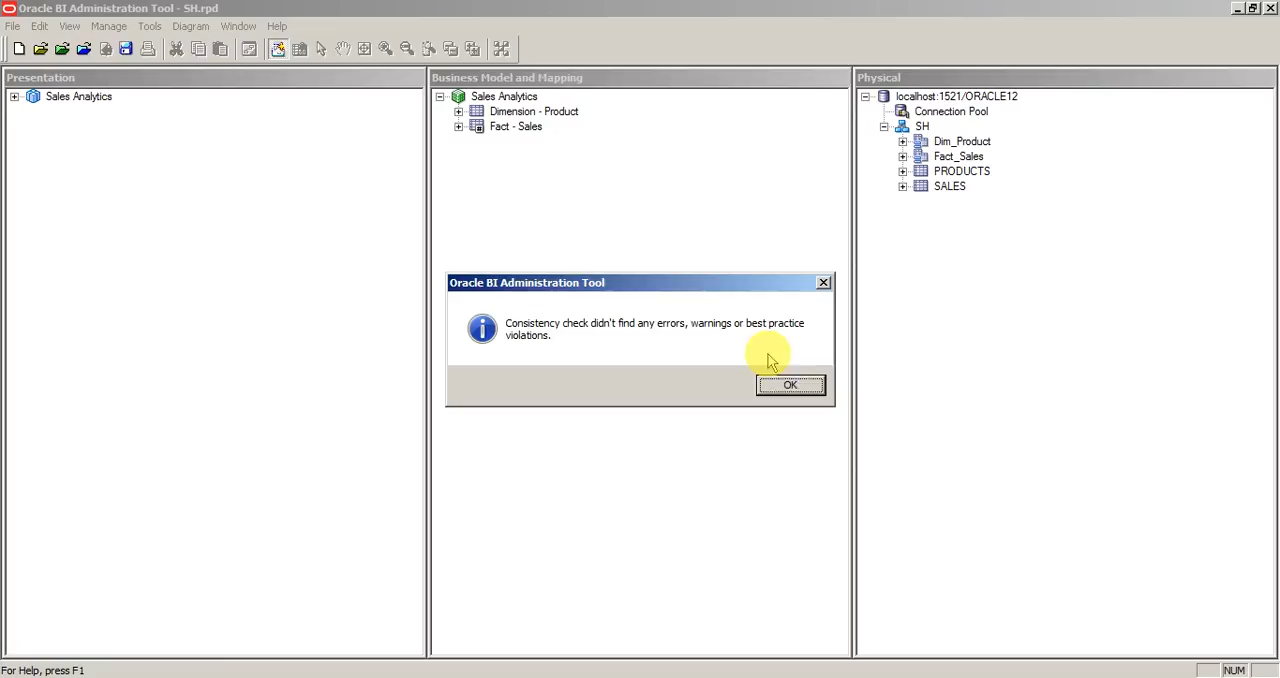 Oracle BI Administration Tool - SH.rpd
File Edit View Manage Tools Diagram Window Help
Presentation
Sales Analytics
Business Model and Mapping
Sales Analytics
Dimension - Product
Fact - Sales
Physical
localhost:1521/ORACLE12
Connection Pool
SH
Dim_Product
Fact_Sales
PRODUCTS
SALES
Oracle BI Administration Tool
Consistency check didn't find any errors, warnings or best practice
violations.
OK
For Help, press F1
NUM